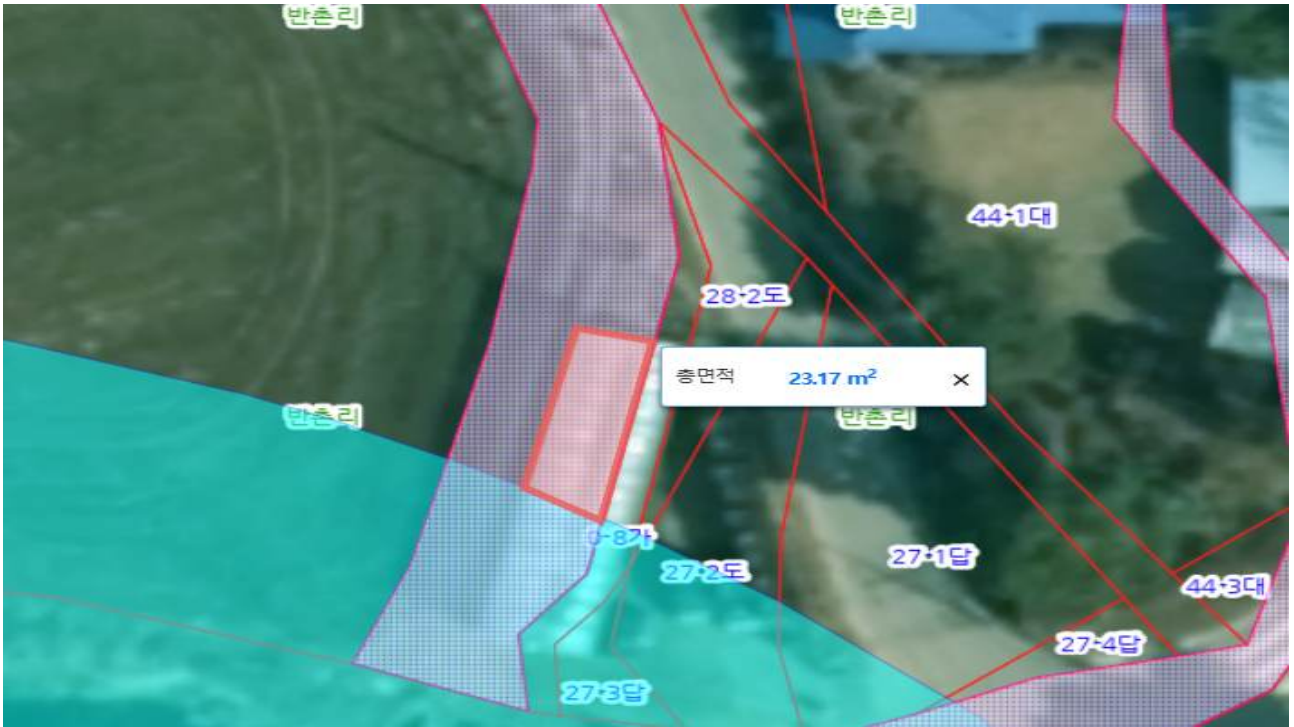 반촌리
반촌리
44-1대
28-2도
총면적 23.17 m² ×
반촌리
반촌리
0-8가
27-2도
27-1답
44-3대
27-4답
27-3답